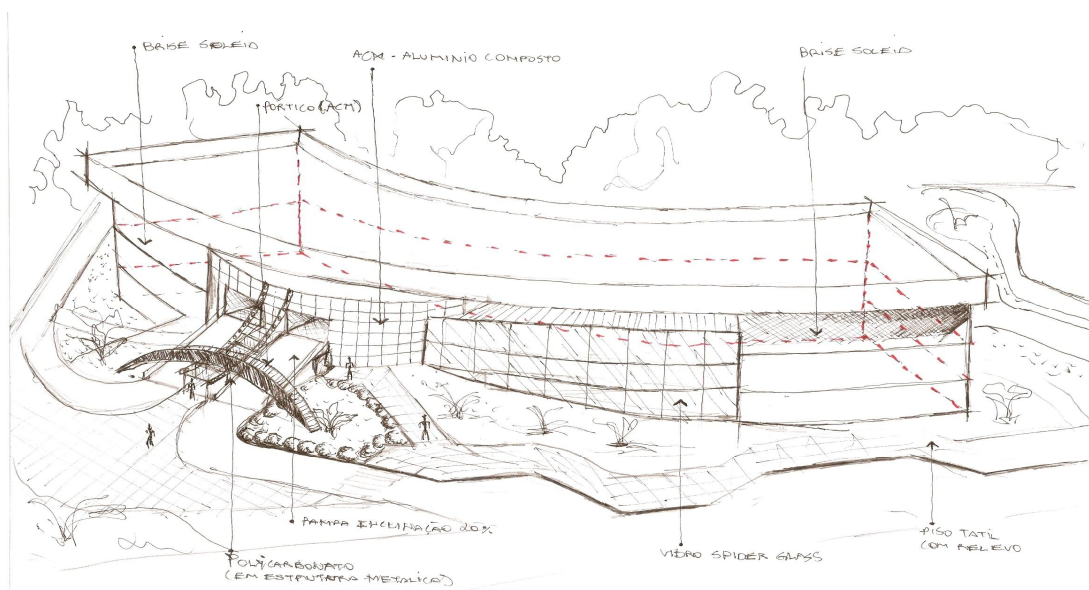 BRISE SOLEIO
ACM - ALUMINIO COMPOSTO
BRISE SOLEIO
PORTICO (ACM)
RAMPA INCLINAÇÃO 20%
POLYCARBONATO
(EM ESTRUTURA METALICA)
VIDRO SPIDER GLASS
PISO TATIL
COM RELEVO